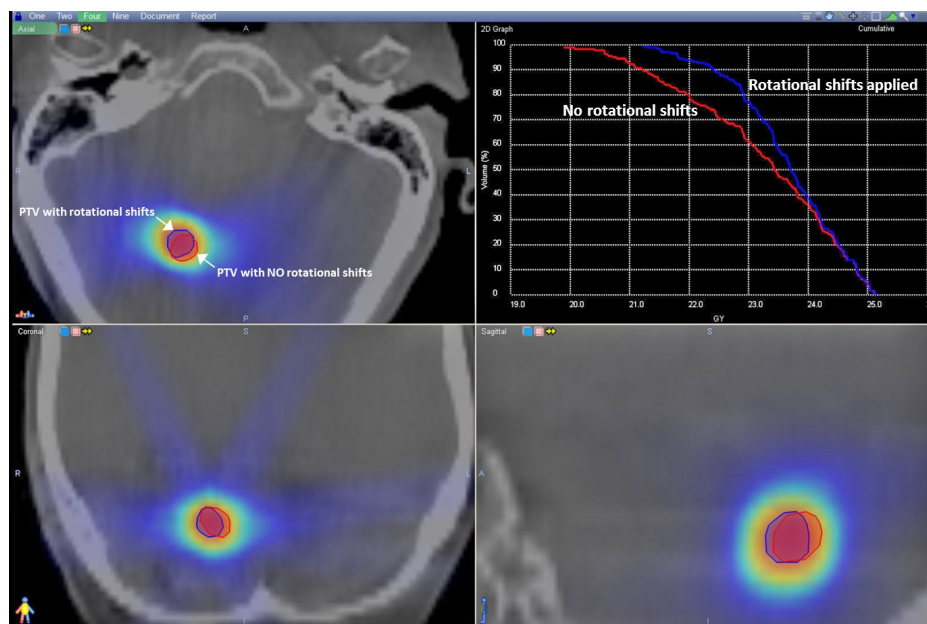 One Two Four Nine Document Report
Axial
A
R
L
P
PTV with rotational shifts
PTV with NO rotational shifts
2D Graph
Cumulative
Rotational shifts applied
No rotational shifts
Volume (%)
100
90
80
70
60
50
40
30
20
10
0
19.0 20.0 21.0 22.0 23.0 24.0 25.0
GY
Coronal
S
R
L
I
Sagittal
S
A